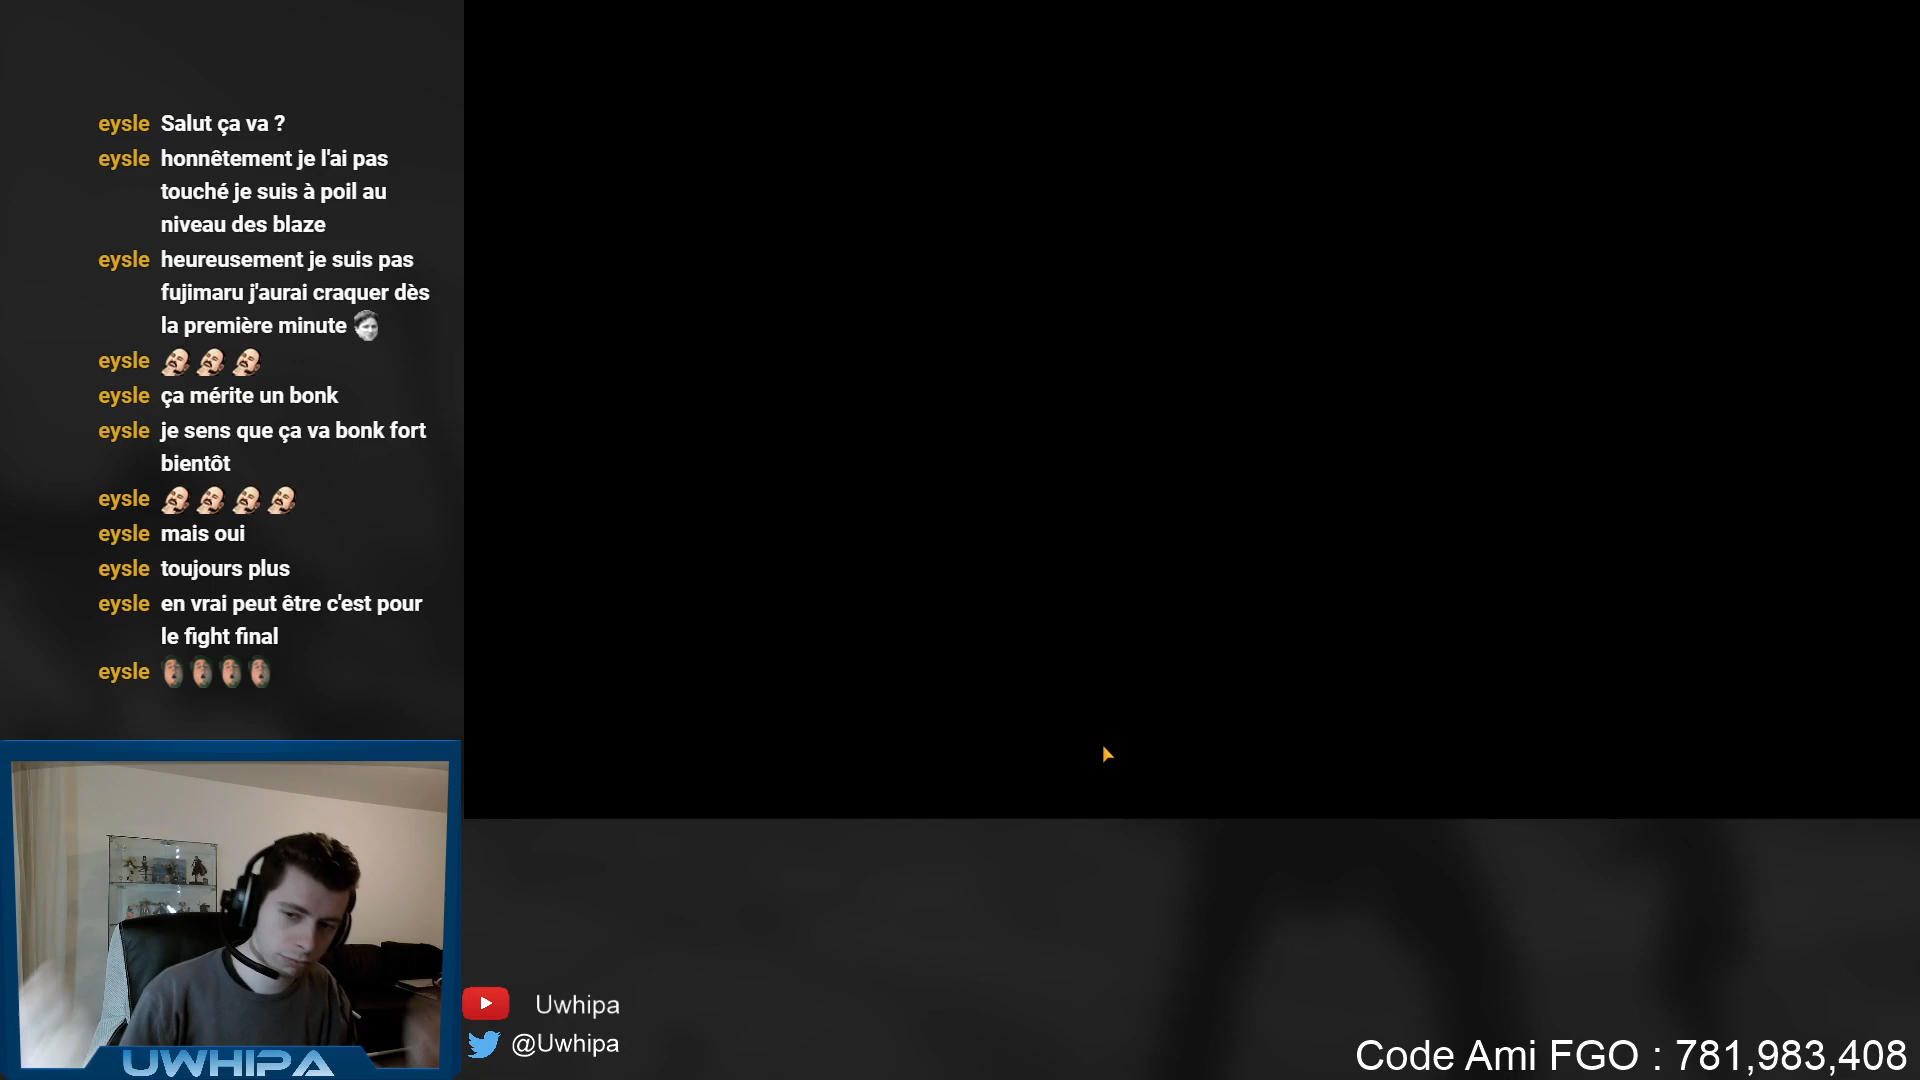 eysle Salut ça va ?
eysle honnêtement je l'ai pas
touché je suis à poil au
niveau des blaze
eysle heureusement je suis pas
fujimaru j'aurai craquer dès
la première minute
eysle
eysle ça mérite un bonk
eysle je sens que ça va bonk fort
bientôt
eysle
eysle mais oui
eysle toujours plus
eysle en vrai peut être c'est pour
le fight final
eysle
UWHIPA
Uwhipa
@Uwhipa
Code Ami FGO : 781,983,408